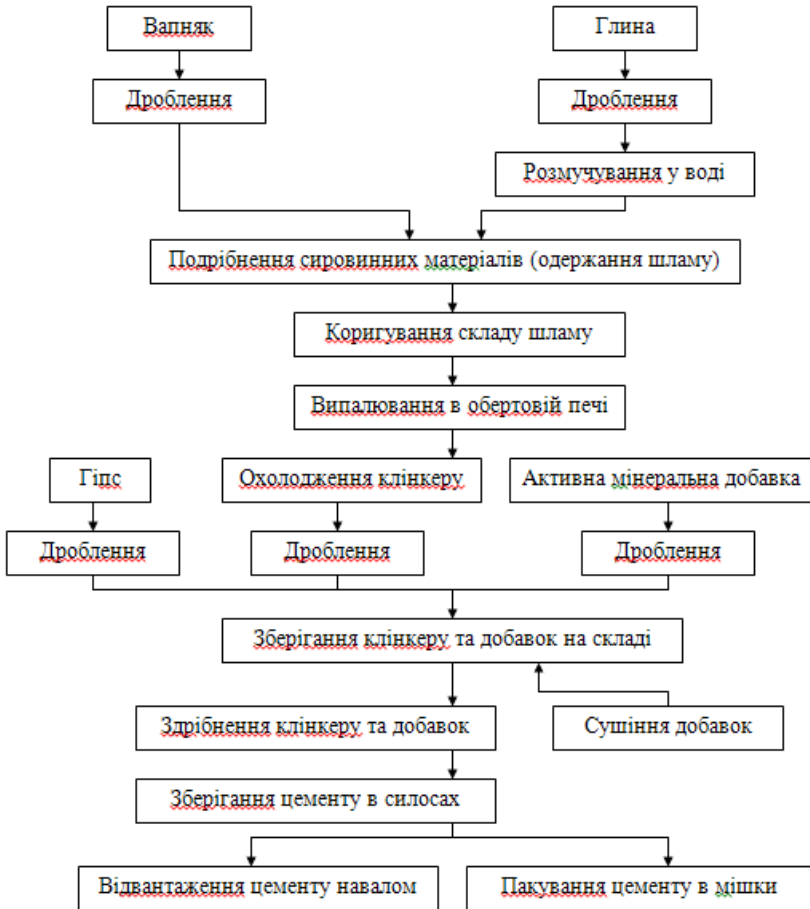 Вапняк
Глина
Дроблення
Дроблення
Розмучування у воді
Подрібнення сировинних матеріалів (одержання шламу)
Коригування складу шламу
Випалювання в обертовій печі
Гіпс
Охолодження клінкеру
Активна мінеральна добавка
Дроблення
Дроблення
Дроблення
Зберігання клінкеру та добавок на складі
Здрібнення клінкеру та добавок
Сушіння добавок
Зберігання цементу в силосах
Відвантаження цементу навалом
Пакування цементу в мішки